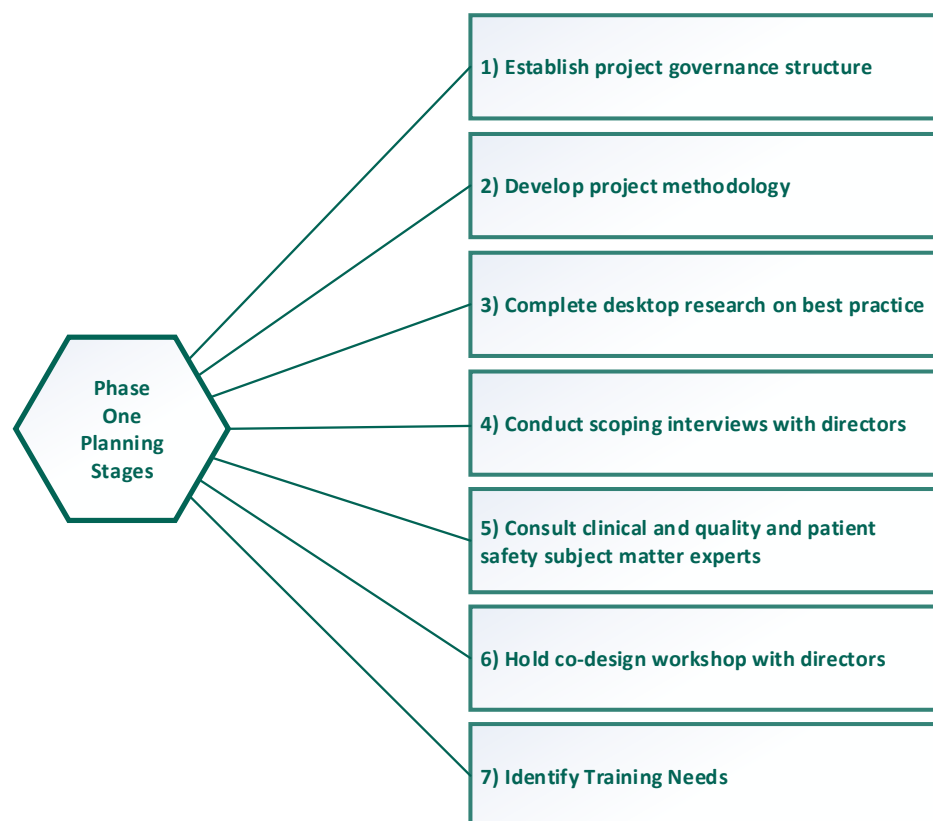 1) Establish project governance structure
2) Develop project methodology
3) Complete desktop research on best practice
Phase
One
Planning
Stages
4) Conduct scoping interviews with directors
5) Consult clinical and quality and patient
safety subject matter experts
6) Hold co-design workshop with directors
7) Identify Training Needs